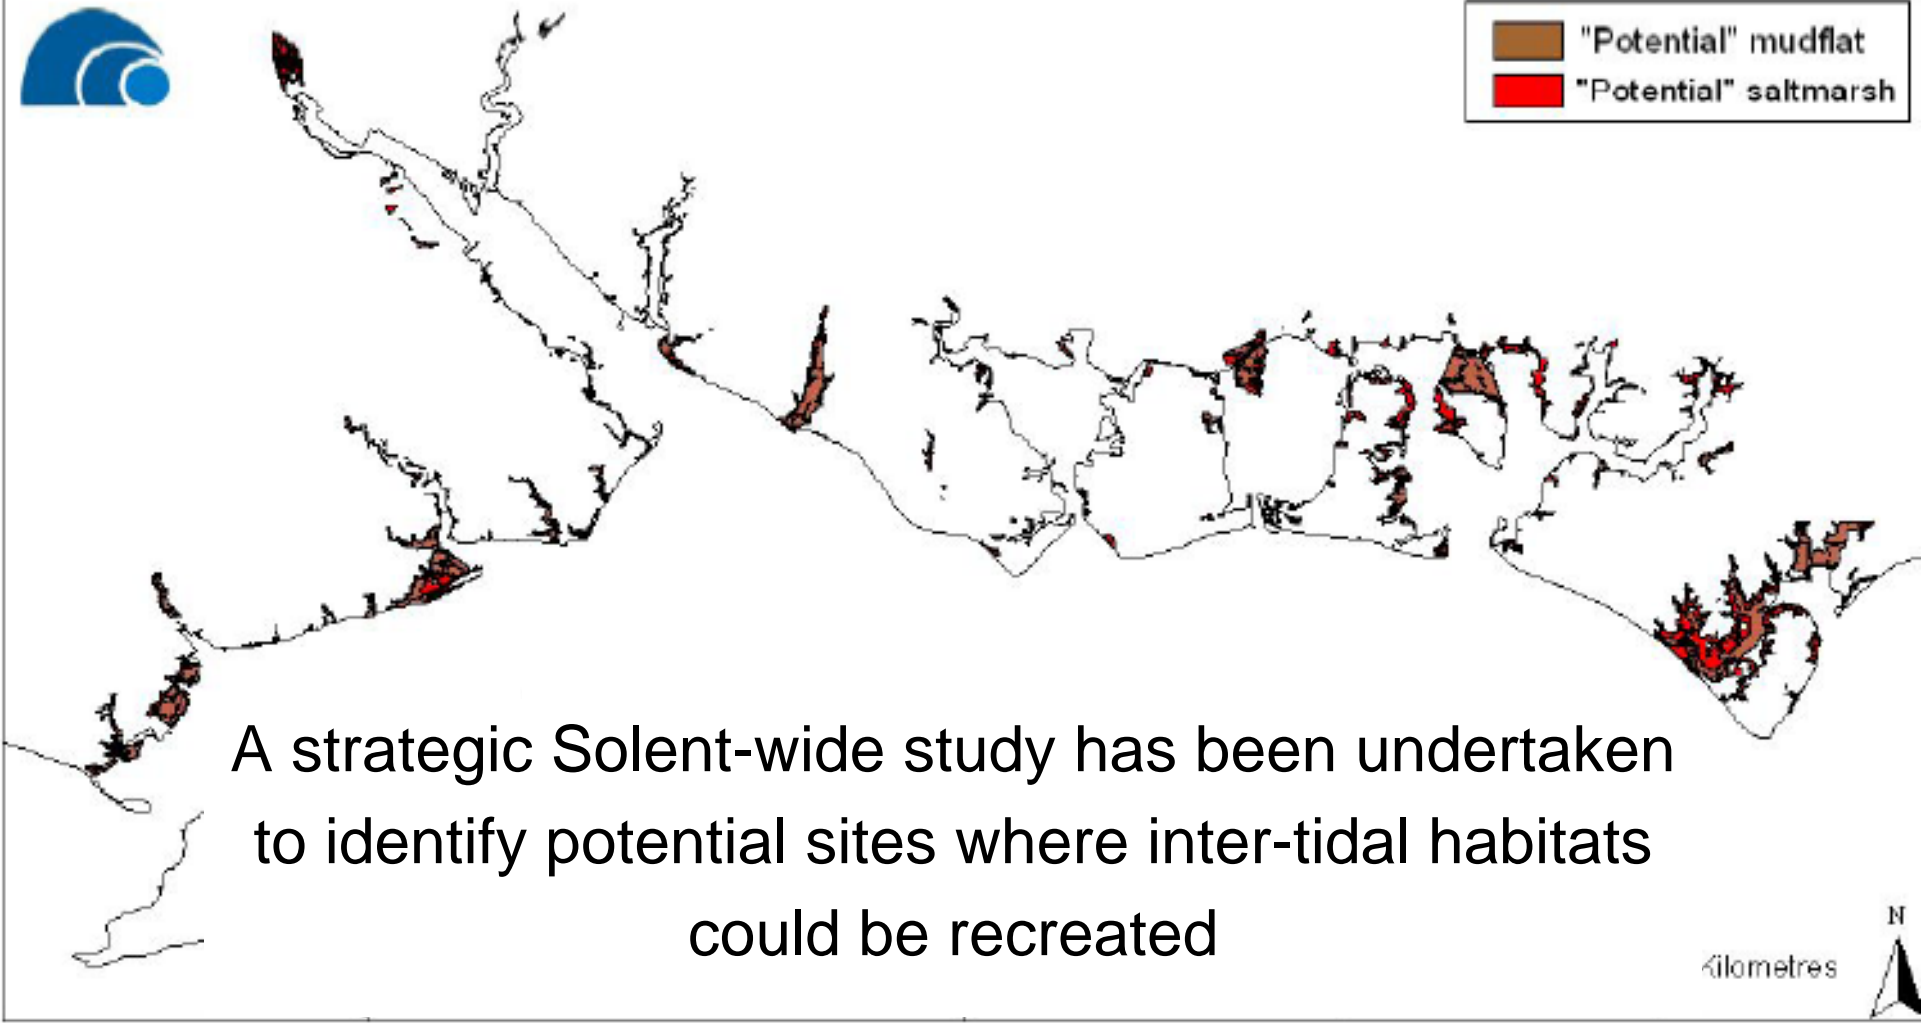 "Potential" mudflat
"Potential" saltmarsh
A strategic Solent-wide study has been undertaken
to identify potential sites where inter-tidal habitats
could be recreated
N
Kilometres